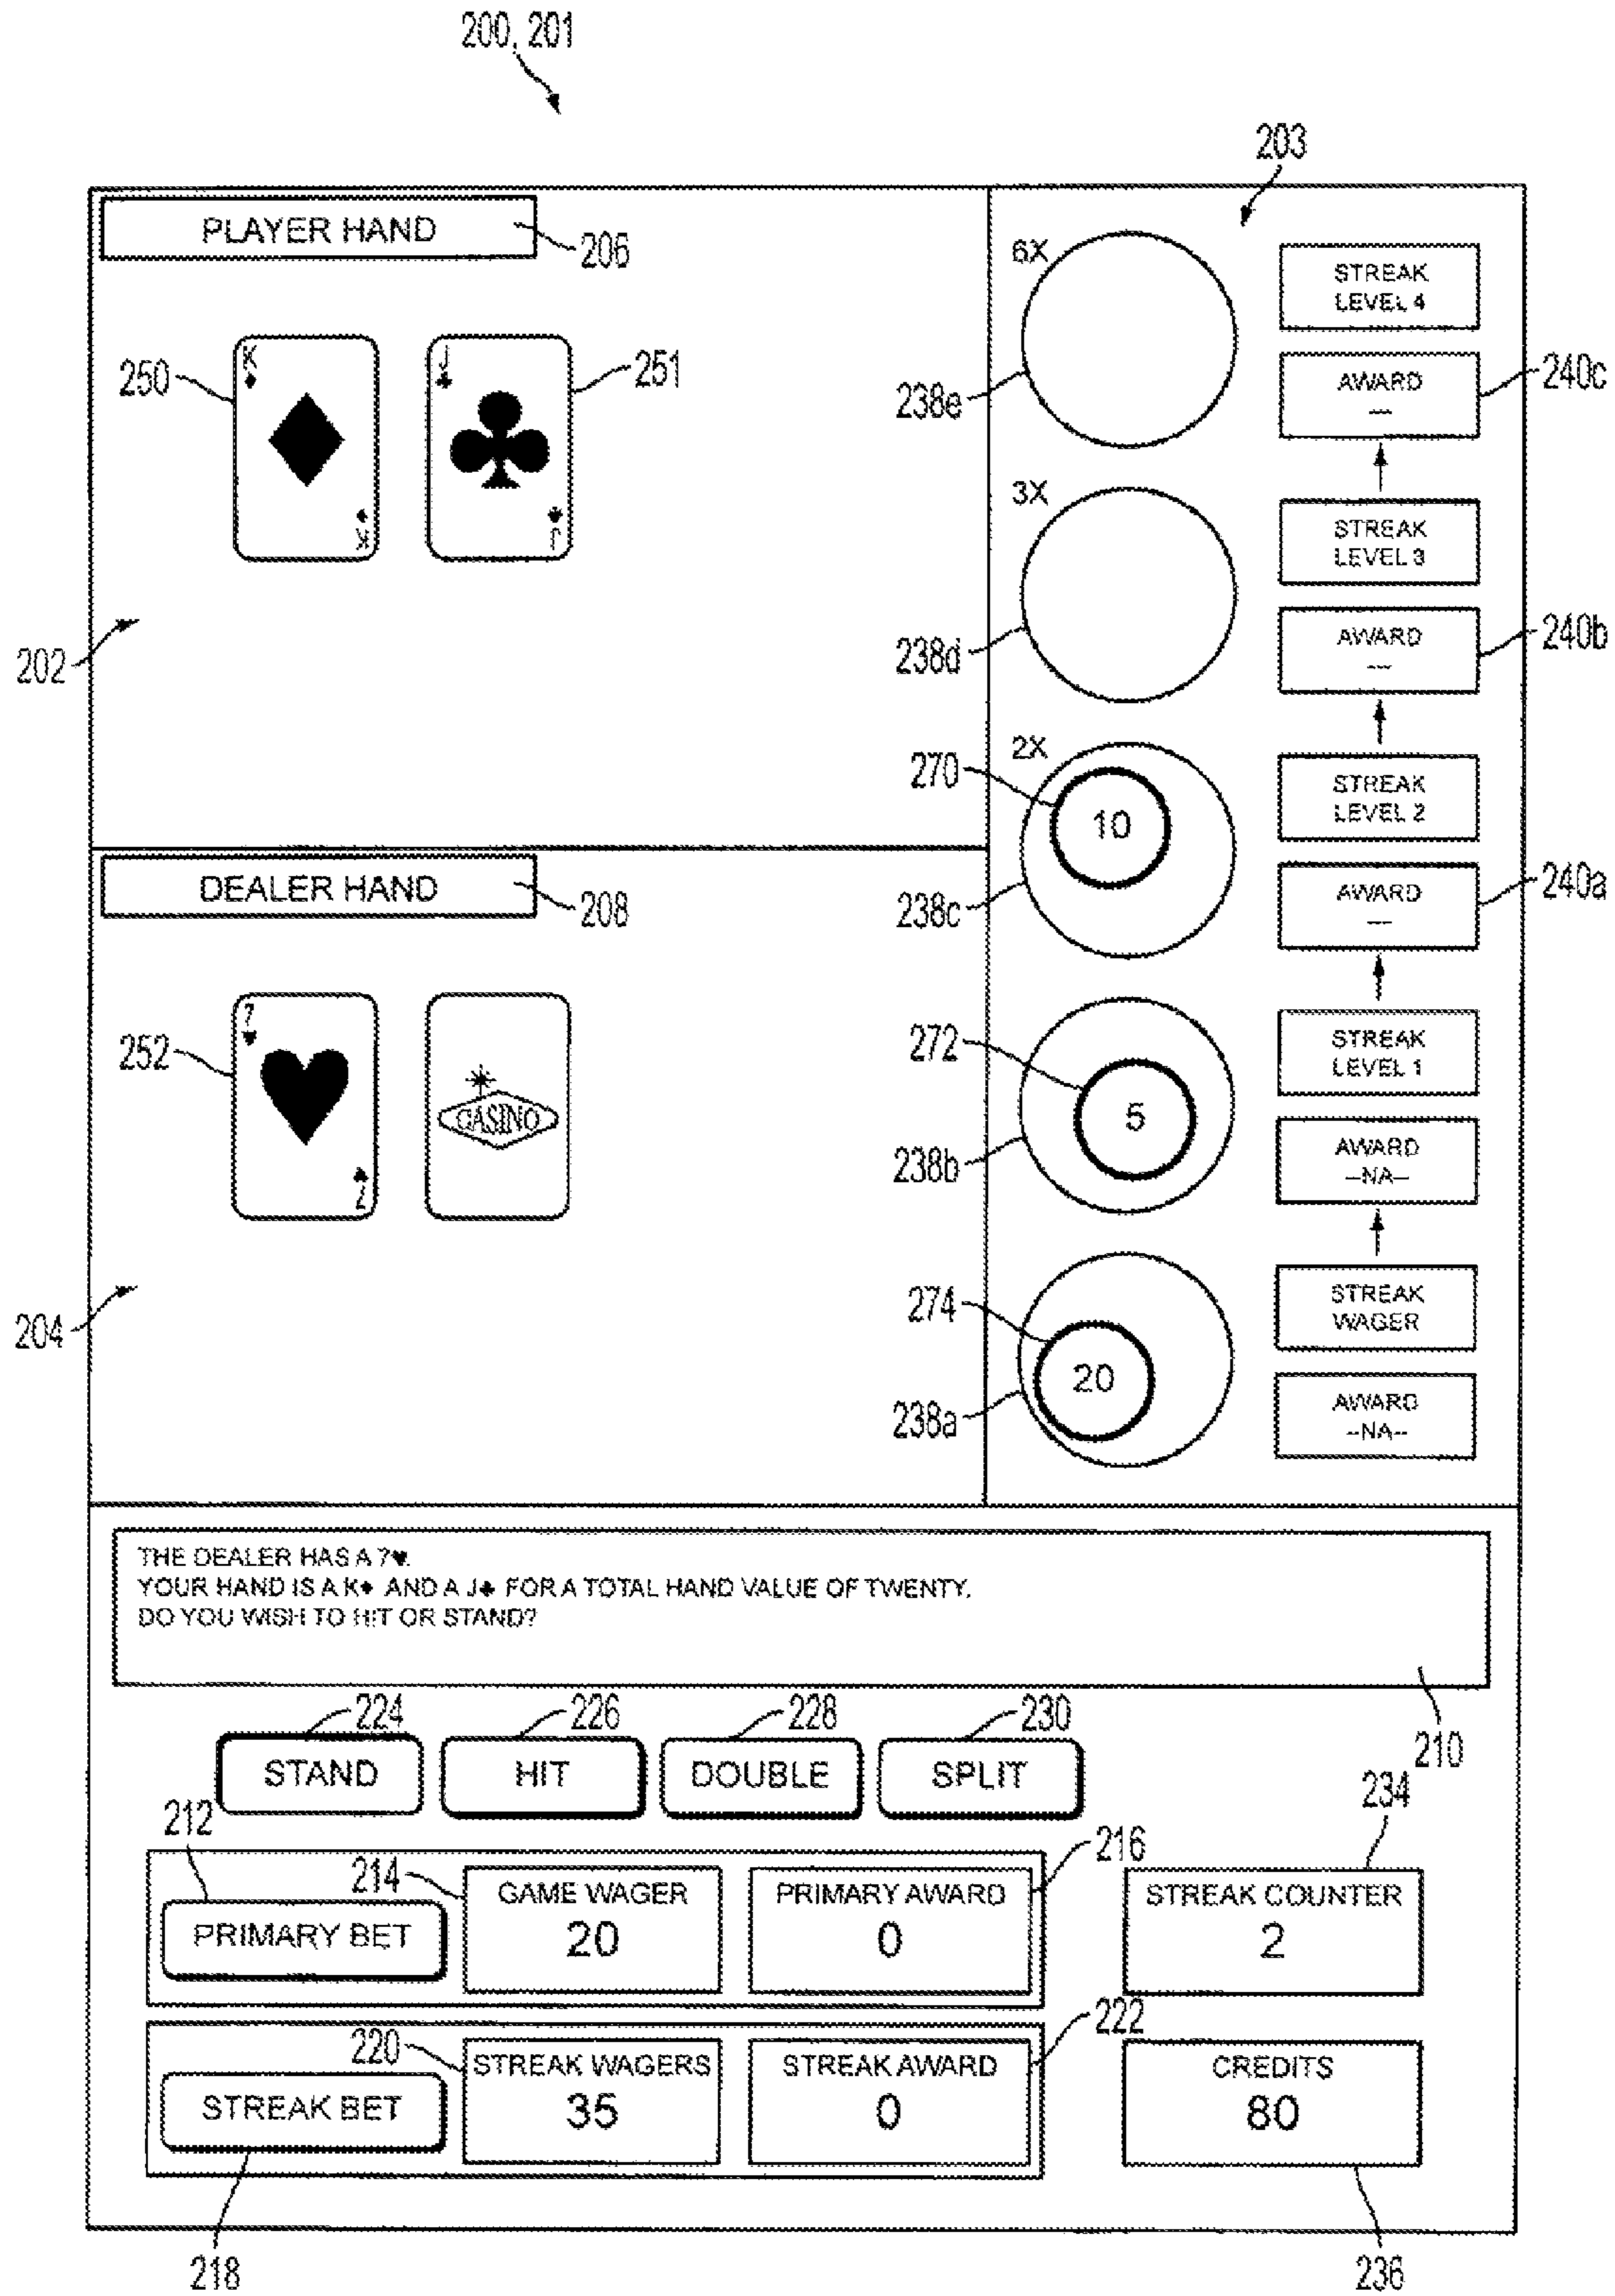 200, 201
203
PLAYER HAND
206
250
K
K
J
J
251
202
DEALER HAND
208
252
7
7
CASINO
204
6X
238e
STREAK
LEVEL 4
AWARD
---
240c
3X
238d
STREAK
LEVEL 3
AWARD
---
240b
2X
270
10
238c
STREAK
LEVEL 2
AWARD
---
240a
272
5
238b
STREAK
LEVEL 1
AWARD
--NA--
274
20
238a
STREAK
WAGER
AWARD
--NA--
THE DEALER HAS A 7♥.
YOUR HAND IS A K♦ AND A J♣ FOR A TOTAL HAND VALUE OF TWENTY.
DO YOU WISH TO HIT OR STAND?
210
224
226
228
230
STAND
HIT
DOUBLE
SPLIT
212
214
216
234
PRIMARY BET
GAME WAGER
20
PRIMARY AWARD
0
STREAK COUNTER
2
220
222
STREAK BET
STREAK WAGERS
35
STREAK AWARD
0
CREDITS
80
218
236